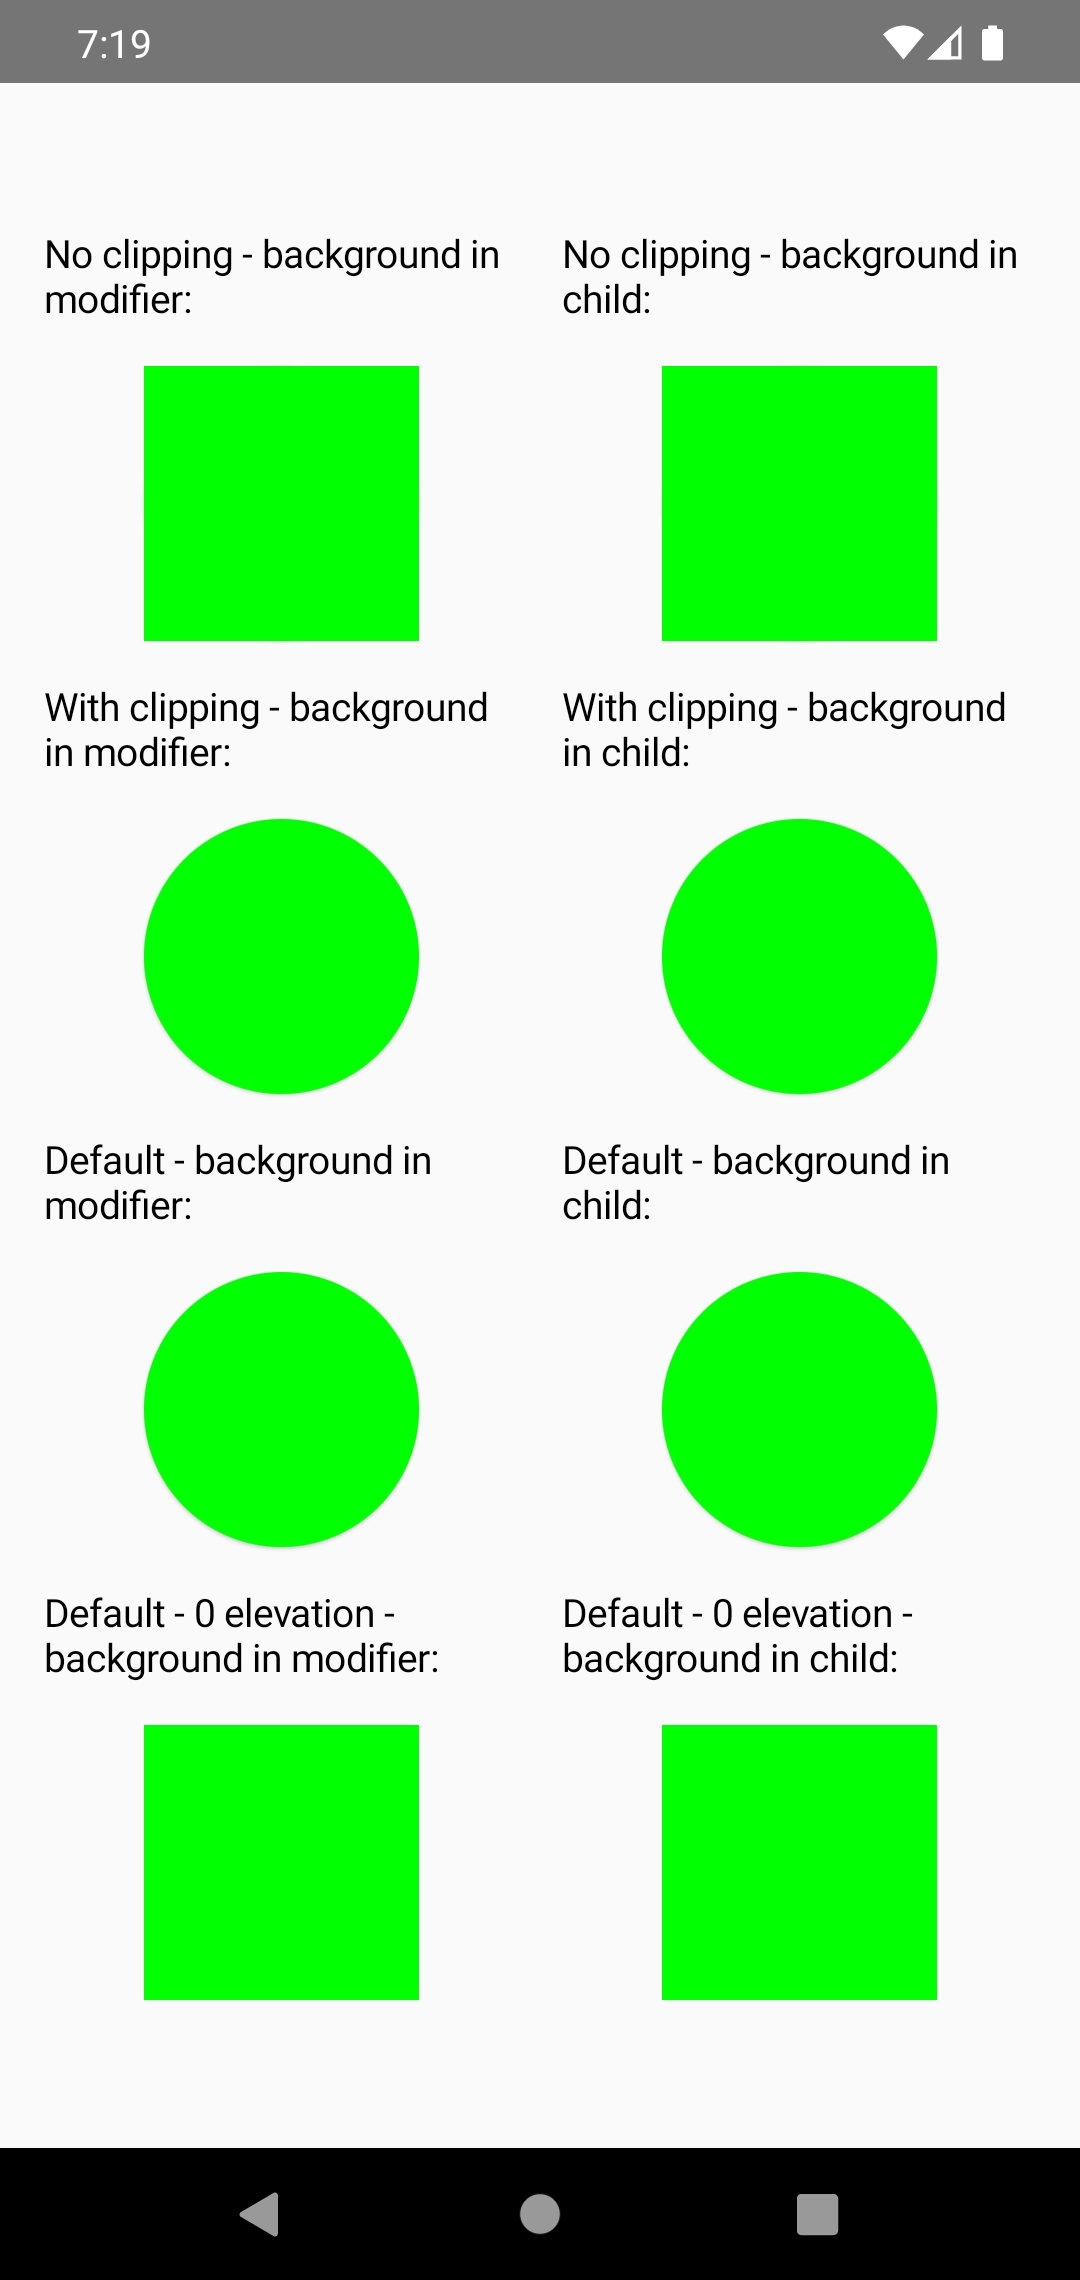 7:19
No clipping - background in
modifier:
No clipping - background in
child:
With clipping - background
in modifier:
With clipping - background
in child:
Default - background in
modifier:
Default - background in
child:
Default - 0 elevation -
background in modifier:
Default - 0 elevation -
background in child: